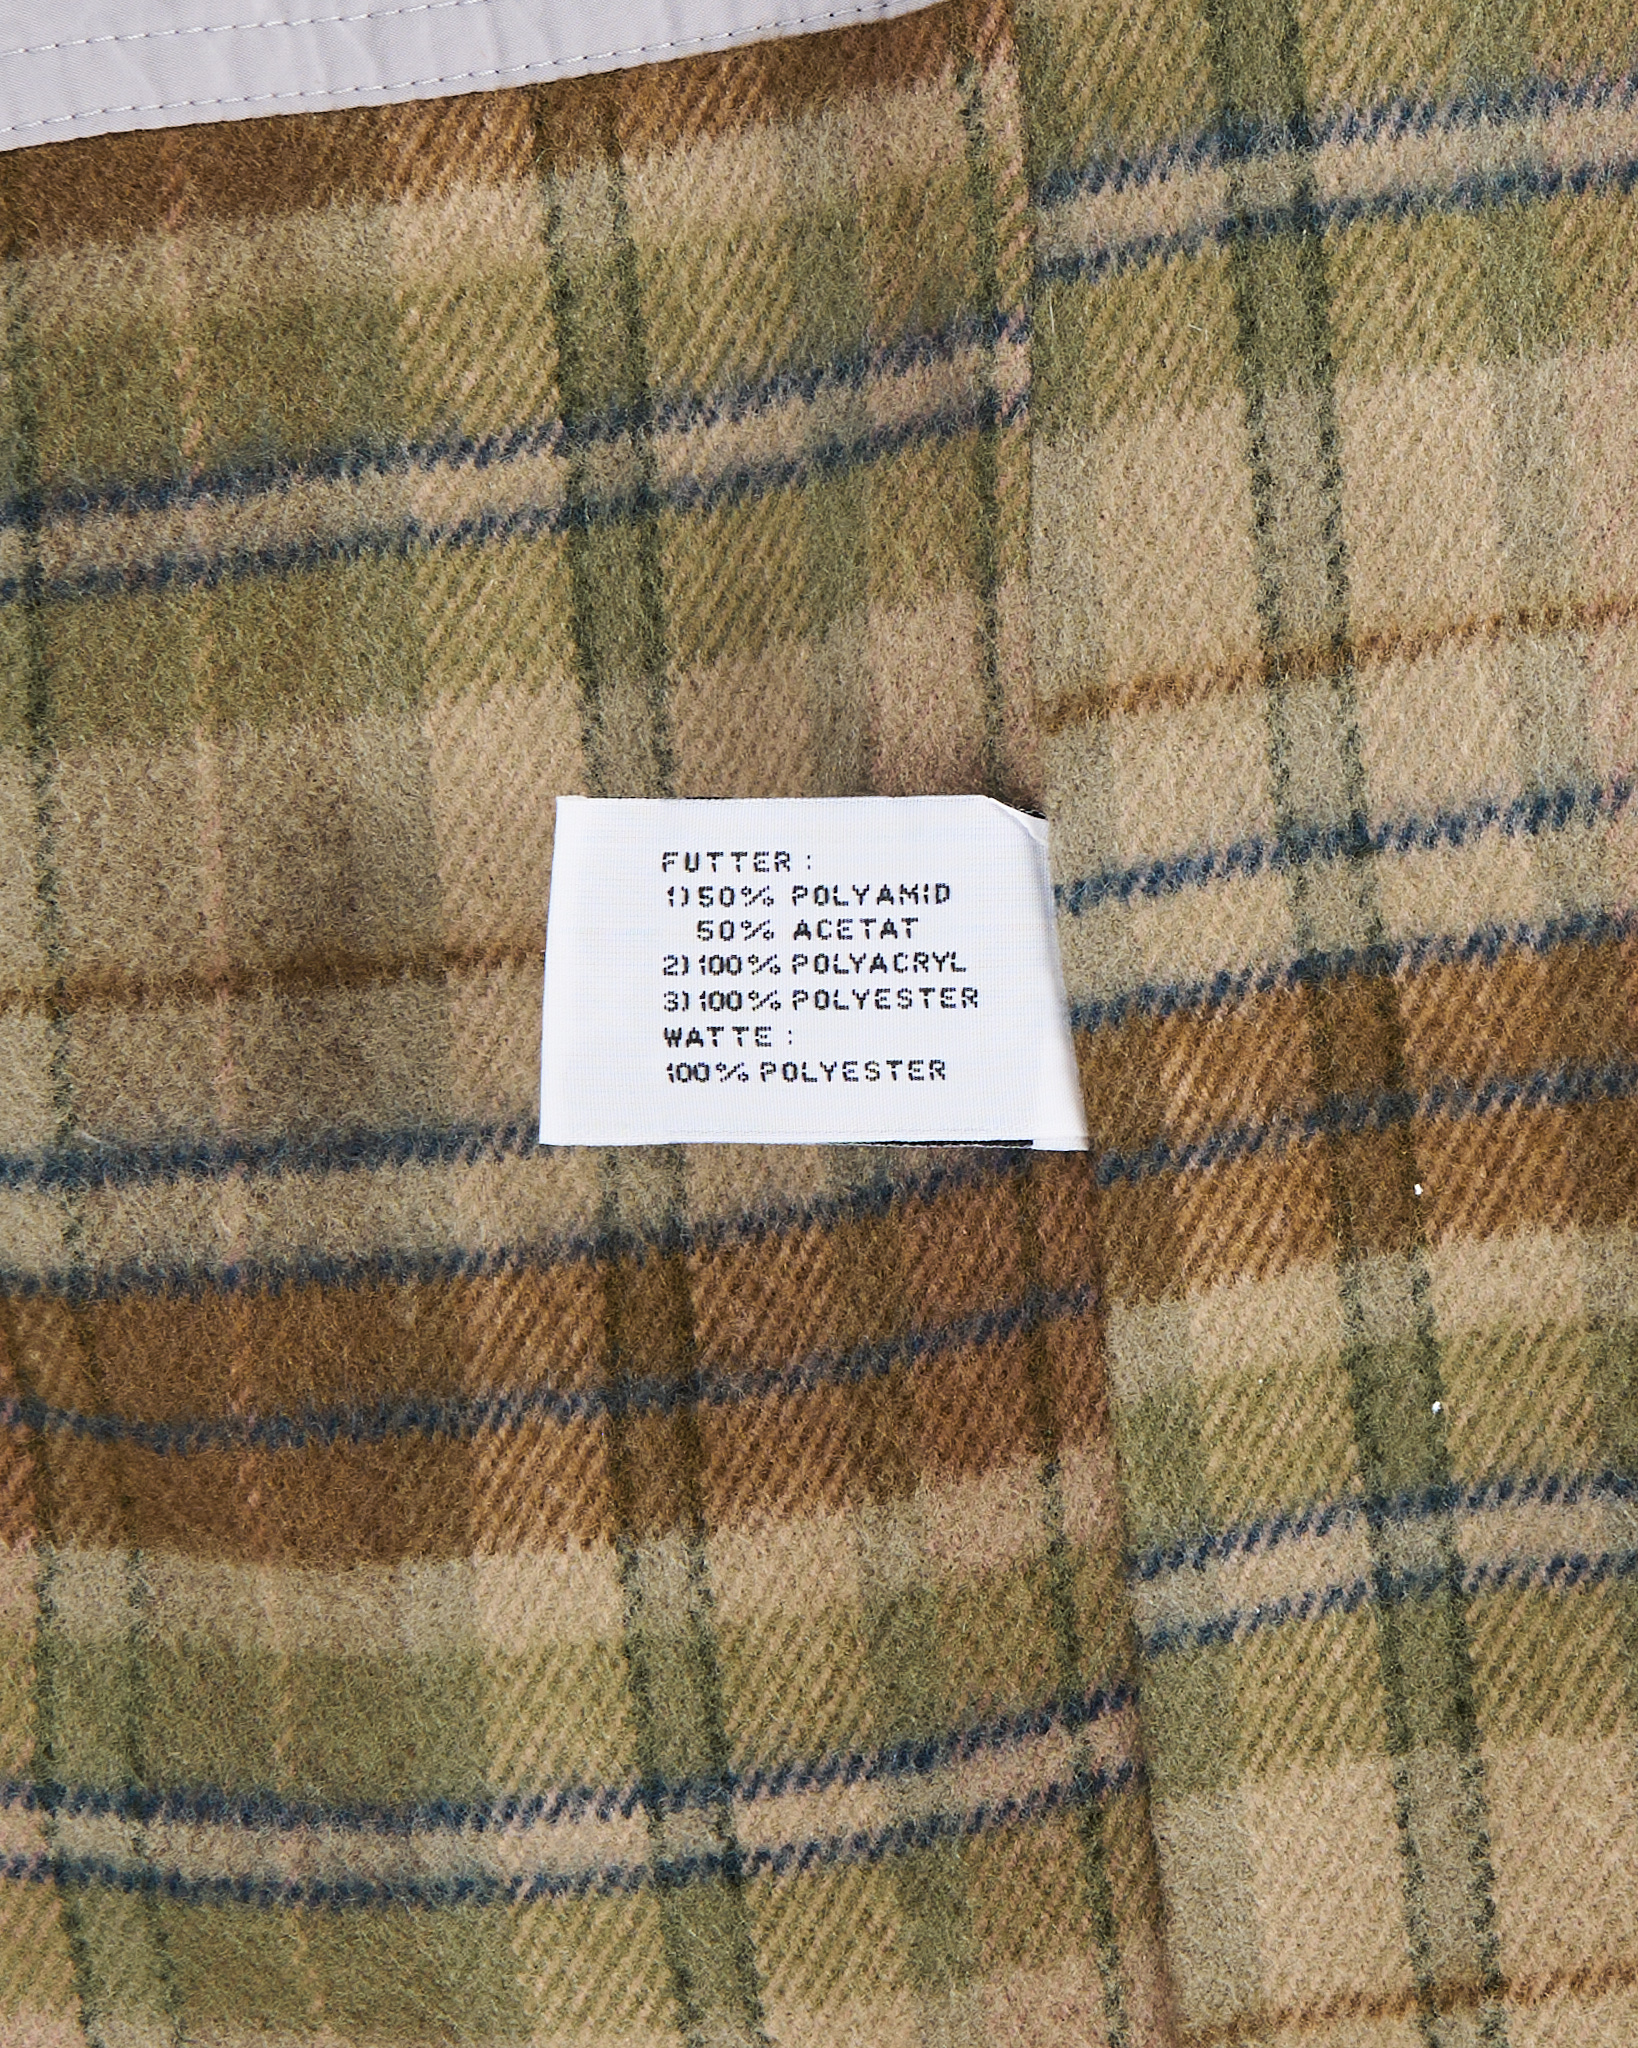 FUTTER:
1) 50% POLYAMID
50% ACETAT
2) 100% POLYACRYL
3) 100% POLYESTER
WATTE:
100% POLYESTER